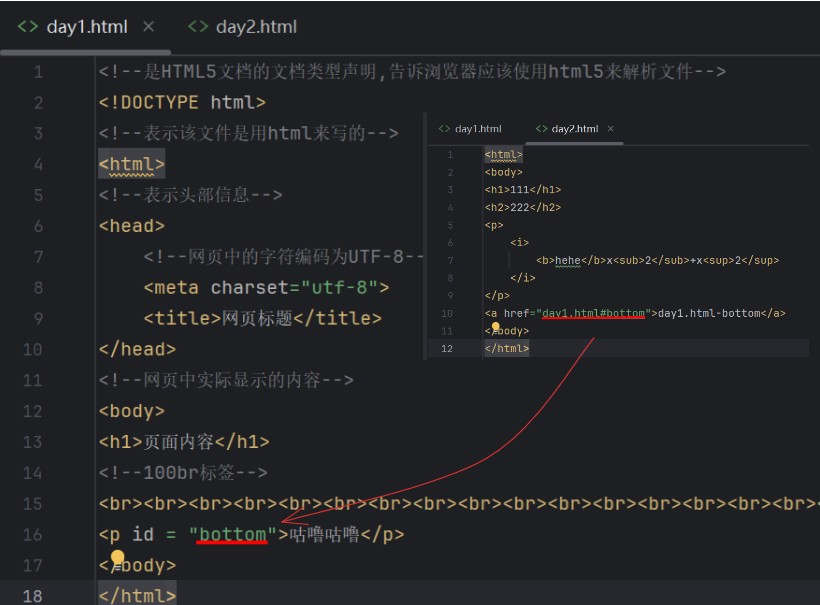 <> day1.html × <> day2.html
1 <!--是HTML5文档的文档类型声明,告诉浏览器应该使用html5来解析文件-->
2 <!DOCTYPE html>
3 <!--表示该文件是用html来写的-->
4 <html>
5 <!--表示头部信息-->
6 <head>
7 <!--网页中的字符编码为UTF-8--
8 <meta charset="utf-8">
9 <title>网页标题</title>
10 </head>
11 <!--网页中实际显示的内容-->
12 <body>
13 <h1>页面内容</h1>
14 <!--100br标签-->
15 <br><br><br><br><br><br><br><br><br><br><br><br><br><br><br><br>
16 <p id = "bottom">咕噜咕噜</p>
17 </body>
18 </html>
<> day1.html <> day2.html ×
1 <html>
2 <body>
3 <h1>111</h1>
4 <h2>222</h2>
5 <p>
6 <i>
7 <b>hehe</b>x<sub>2</sub>+x<sup>2</sup>
8 </i>
9 </p>
10 <a href="day1.html#bottom">day1.html-bottom</a>
11 </body>
12 </html>